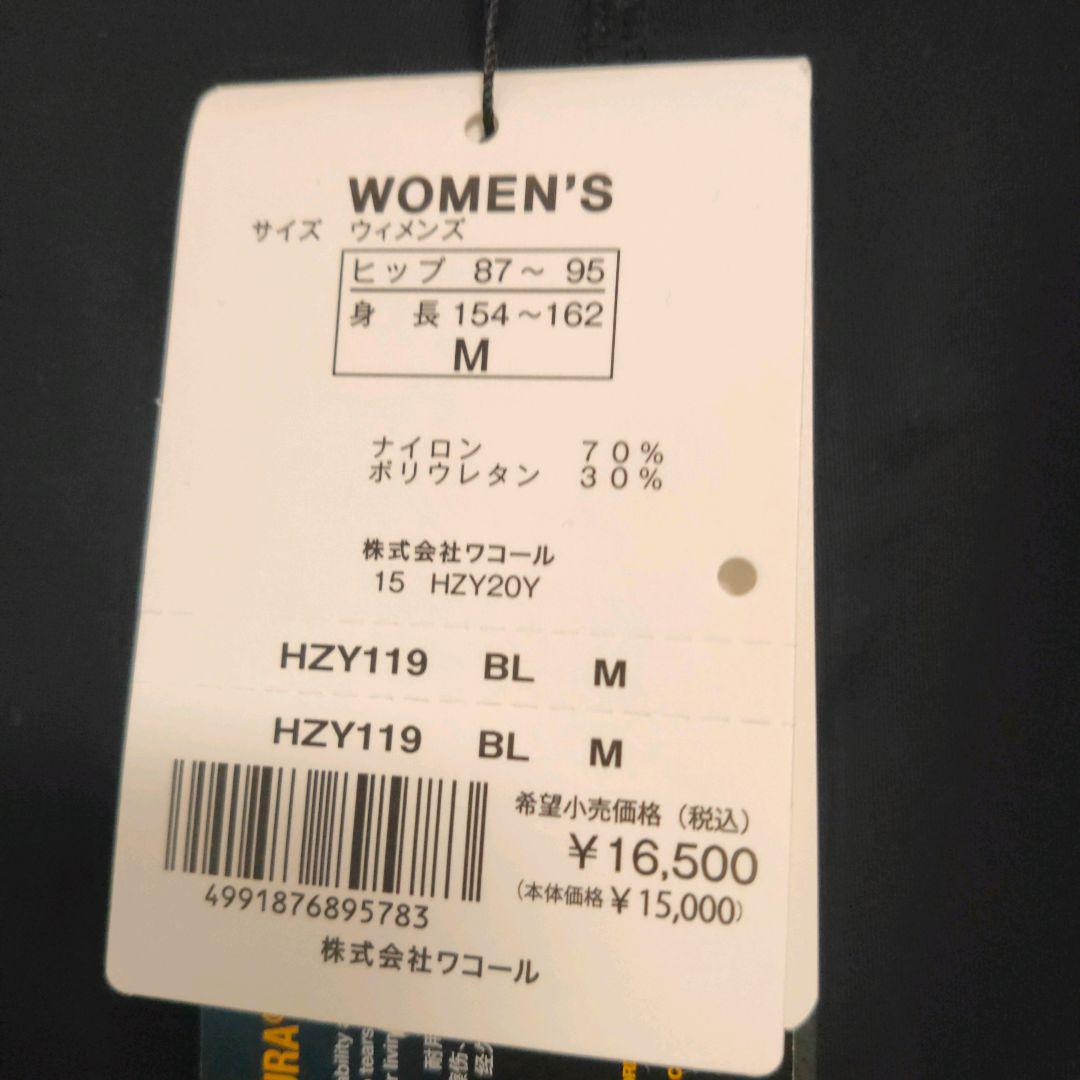 WOMEN'S
サイズ ウィメンズ
ヒップ 87～95
身 長 154～162
M
ナイロン 70%
ポリウレタン 30%
株式会社ワコール
15 HZY20Y
HZY119 BL M
HZY119 BL M
希望小売価格（税込）
￥16,500
（本体価格￥15,000）
4991876895783
株式会社ワコール